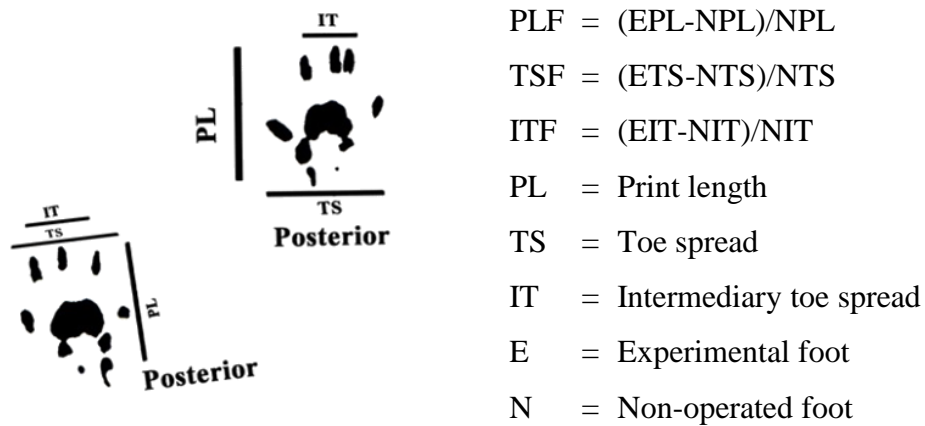 IT
PL
TS
Posterior
IT
TS
PL
Posterior
PLF = (EPL-NPL)/NPL
TSF = (ETS-NTS)/NTS
ITF = (EIT-NIT)/NIT
PL = Print length
TS = Toe spread
IT = Intermediary toe spread
E = Experimental foot
N = Non-operated foot